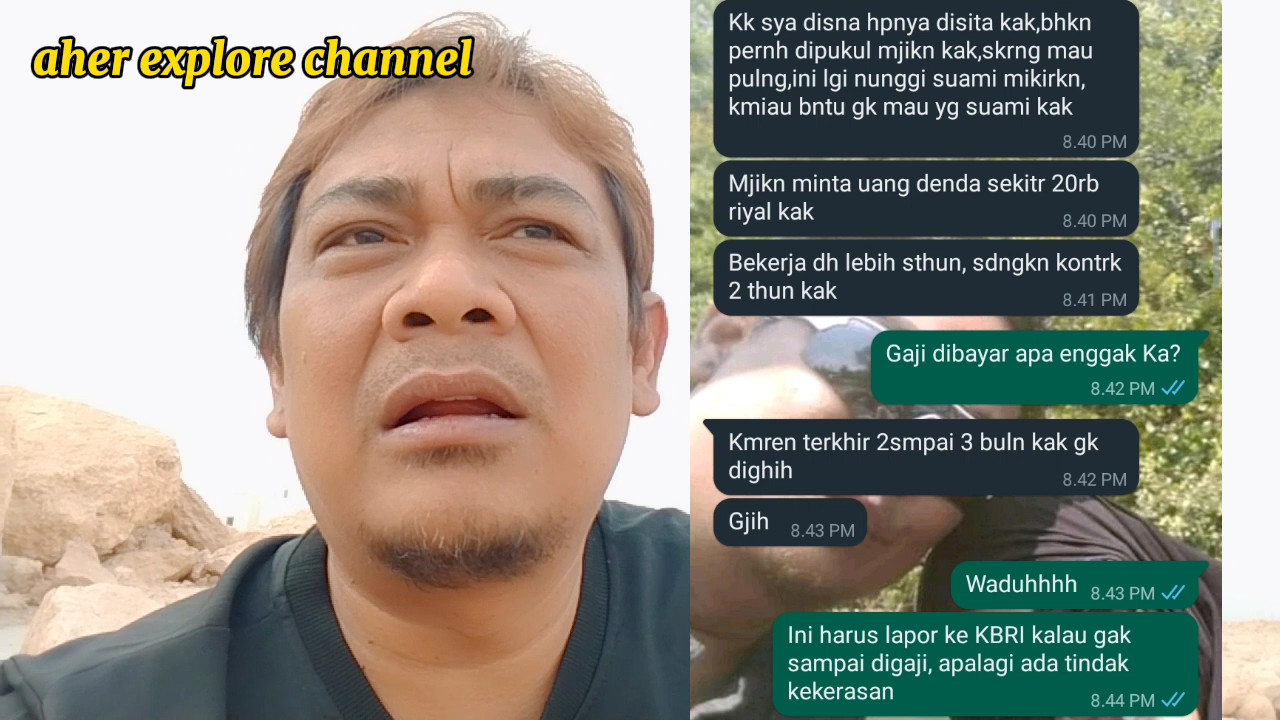 aher explore channel
Kk sya disna hpnya disita kak,bhkn
pernh dipukul mjikn kak,skrng mau
pulng,ini lgi nunggi suami mikirkn,
kmiau bntu gk mau yg suami kak
8.40 PM
Mjikn minta uang denda sekitr 20rb
riyal kak
8.40 PM
Bekerja dh lebih sthun, sdngkn kontrk
2 thun kak
8.41 PM
Gaji dibayar apa enggak Ka?
8.42 PM
Kmren terkhir 2smpai 3 buln kak gk
dighih
8.42 PM
Gjih 8.43 PM
Waduhhhh 8.43 PM
Ini harus lapor ke KBRI kalau gak
sampai digaji, apalagi ada tindak
kekerasan
8.44 PM